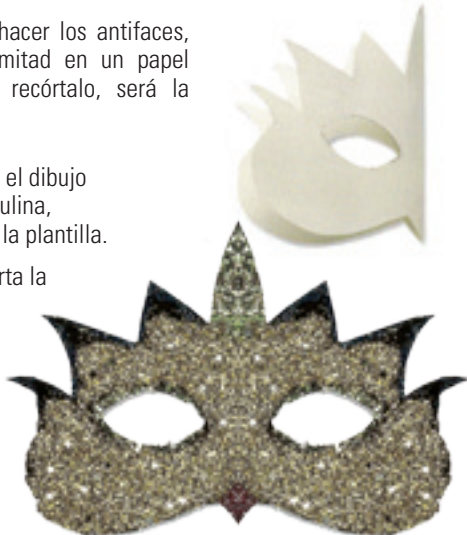 hacer los antifaces,
mitad en un papel
recórtalo, será la
el dibujo
ulina,
la plantilla.
rta la